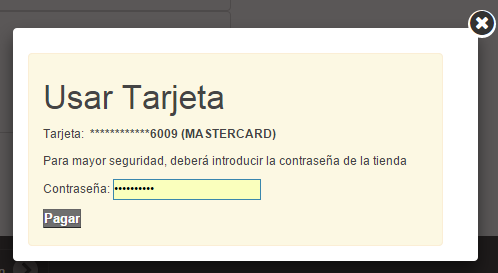 Usar Tarjeta
Tarjeta: ************6009 (MASTERCARD)
Para mayor seguridad, deberá introducir la contraseña de la tienda
Contraseña: ••••••••••
Pagar